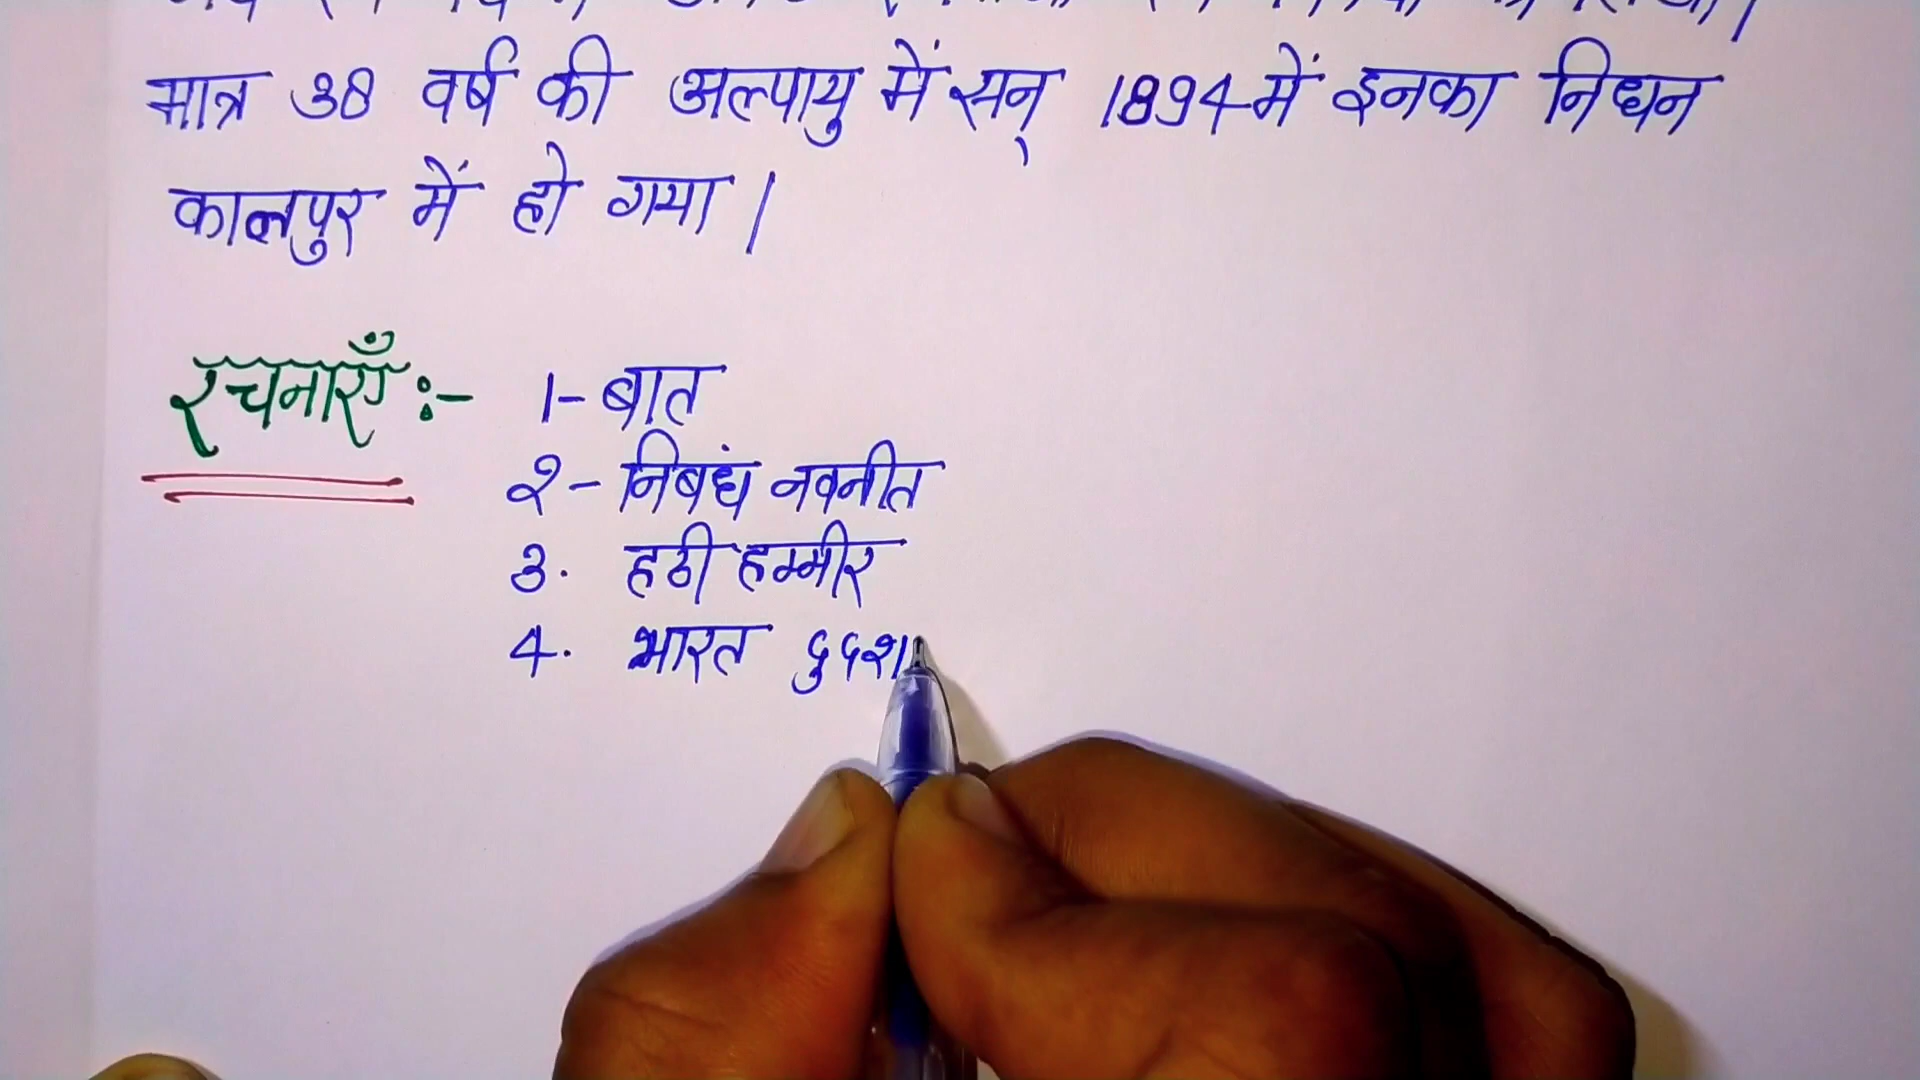 मात्र 38 वर्ष की अल्पायु में सन् 1894 में इनका निधन
कानपुर में हो गया |
रचनाएँ :- 1- बात
2- निबधं नवनीत
3. हठी हम्मीर
4. भारत दुदशा